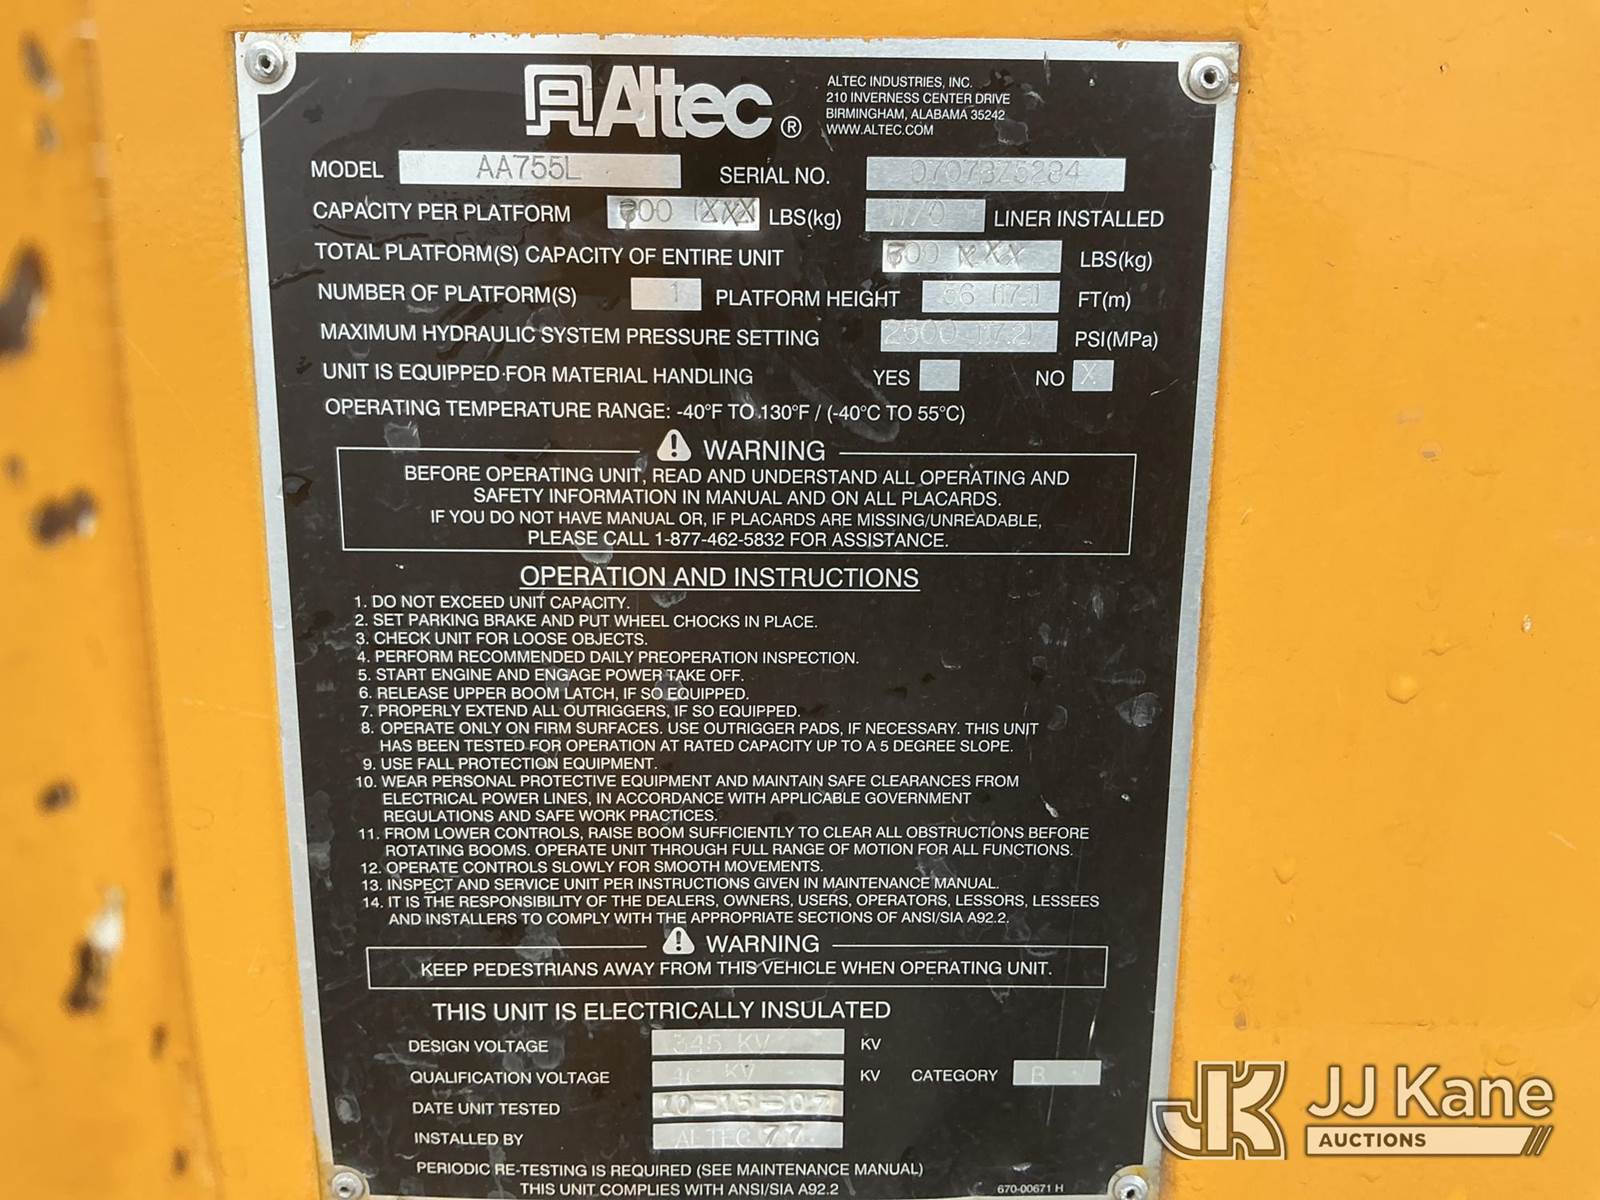 Altec ®
ALTEC INDUSTRIES, INC.
210 INVERNESS CENTER DRIVE
BIRMINGHAM, ALABAMA 35242
WWW.ALTEC.COM
MODEL AA755L SERIAL NO.
CAPACITY PER PLATFORM LBS(kg) LINER INSTALLED
TOTAL PLATFORM(S) CAPACITY OF ENTIRE UNIT LBS(kg)
NUMBER OF PLATFORM(S) 1 PLATFORM HEIGHT 56 (17.1) FT(m)
MAXIMUM HYDRAULIC SYSTEM PRESSURE SETTING 2500 (17.2) PSI(MPa)
UNIT IS EQUIPPED FOR MATERIAL HANDLING YES NO X
OPERATING TEMPERATURE RANGE: -40°F TO 130°F / (-40°C TO 55°C)
WARNING
BEFORE OPERATING UNIT, READ AND UNDERSTAND ALL OPERATING AND
SAFETY INFORMATION IN MANUAL AND ON ALL PLACARDS.
IF YOU DO NOT HAVE MANUAL OR, IF PLACARDS ARE MISSING/UNREADABLE,
PLEASE CALL 1-877-462-5832 FOR ASSISTANCE.
OPERATION AND INSTRUCTIONS
1. DO NOT EXCEED UNIT CAPACITY.
2. SET PARKING BRAKE AND PUT WHEEL CHOCKS IN PLACE.
3. CHECK UNIT FOR LOOSE OBJECTS.
4. PERFORM RECOMMENDED DAILY PREOPERATION INSPECTION.
5. START ENGINE AND ENGAGE POWER TAKE OFF.
6. RELEASE UPPER BOOM LATCH, IF SO EQUIPPED.
7. PROPERLY EXTEND ALL OUTRIGGERS, IF SO EQUIPPED.
8. OPERATE ONLY ON FIRM SURFACES. USE OUTRIGGER PADS, IF NECESSARY. THIS UNIT
HAS BEEN TESTED FOR OPERATION AT RATED CAPACITY UP TO A 5 DEGREE SLOPE.
9. USE FALL PROTECTION EQUIPMENT.
10. WEAR PERSONAL PROTECTIVE EQUIPMENT AND MAINTAIN SAFE CLEARANCES FROM
ELECTRICAL POWER LINES, IN ACCORDANCE WITH APPLICABLE GOVERNMENT
REGULATIONS AND SAFE WORK PRACTICES.
11. FROM LOWER CONTROLS, RAISE BOOM SUFFICIENTLY TO CLEAR ALL OBSTRUCTIONS BEFORE
ROTATING BOOMS. OPERATE UNIT THROUGH FULL RANGE OF MOTION FOR ALL FUNCTIONS.
12. OPERATE CONTROLS SLOWLY FOR SMOOTH MOVEMENTS.
13. INSPECT AND SERVICE UNIT PER INSTRUCTIONS GIVEN IN MAINTENANCE MANUAL.
14. IT IS THE RESPONSIBILITY OF THE DEALERS, OWNERS, USERS, OPERATORS, LESSORS, LESSEES
AND INSTALLERS TO COMPLY WITH THE APPROPRIATE SECTIONS OF ANSI/SIA A92.2.
WARNING
KEEP PEDESTRIANS AWAY FROM THIS VEHICLE WHEN OPERATING UNIT.
THIS UNIT IS ELECTRICALLY INSULATED
DESIGN VOLTAGE 345 KV KV
QUALIFICATION VOLTAGE KV KV CATEGORY B
DATE UNIT TESTED 10-15-07
INSTALLED BY ALTEC 77
PERIODIC RE-TESTING IS REQUIRED (SEE MAINTENANCE MANUAL)
THIS UNIT COMPLIES WITH ANSI/SIA A92.2
670-00671 H
JK JJ Kane
AUCTIONS